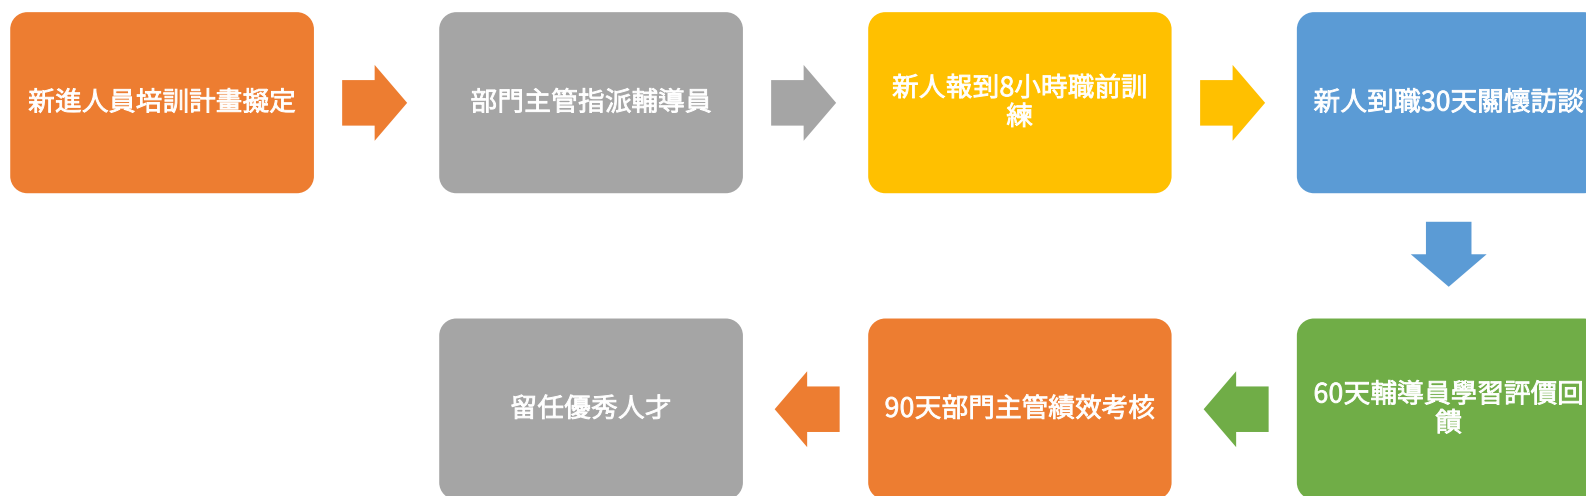 新進人員培訓計畫擬定
部門主管指派輔導員
新人報到8小時職前訓
練
新人到職30天關懷訪談
60天輔導員學習評價回
饋
90天部門主管績效考核
留任優秀人才